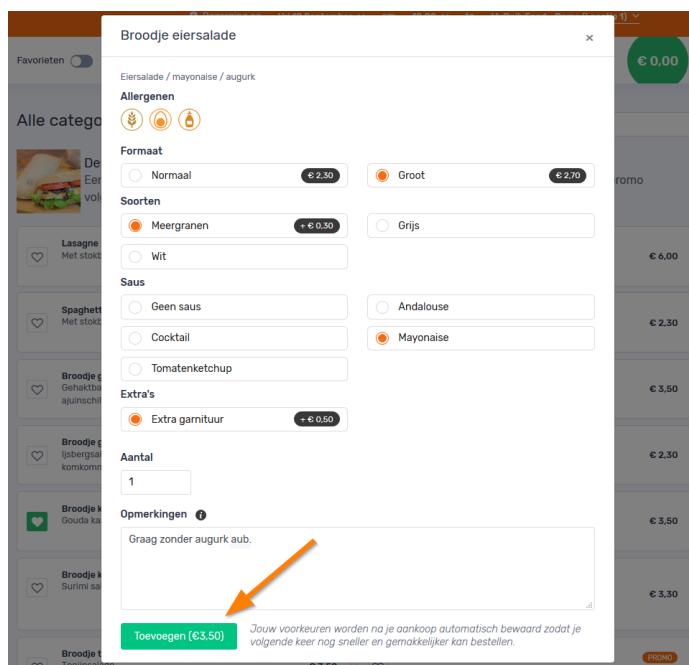 Broodje eiersalade
×
Favorieten
€ 0,00
Eiersalade / mayonaise / augurk
Allergenen
Alle catego
Formaat
Normaal € 2,30
Groot € 2,70
De
Eer
vol
romo
Soorten
Meergranen + € 0,30
Grijs
Wit
Lasagne
Met stokb
€ 6,00
Saus
Geen saus
Andalouse
Spaghett
Met stokb
€ 2,30
Cocktail
Mayonaise
Tomatenketchup
Broodje g
Gehaktba
ajuinschil
€ 3,50
Extra's
Extra garnituur + € 0,50
Broodje g
Ijsbergsal
komkomm
€ 2,30
Aantal
1
Broodje k
Gouda ka
€ 3,50
Opmerkingen i
Graag zonder augurk aub.
Broodje k
Surimi sa
€ 3,30
Toevoegen (€3,50)
Jouw voorkeuren worden na je aankoop automatisch bewaard zodat je
volgende keer nog sneller en gemakkelijker kan bestellen.
Broodje t
PROMO